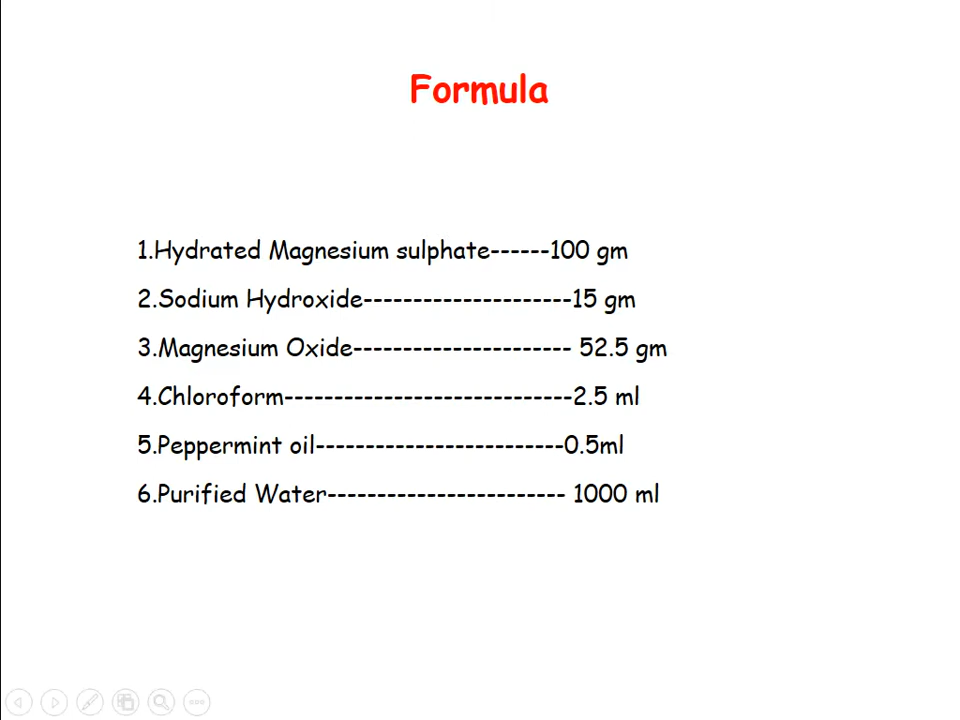 Formula
1.Hydrated Magnesium sulphate------100 gm
2.Sodium Hydroxide---------------------15 gm
3.Magnesium Oxide---------------------- 52.5 gm
4.Chloroform-----------------------------2.5 ml
5.Peppermint oil-------------------------0.5ml
6.Purified Water------------------------ 1000 ml